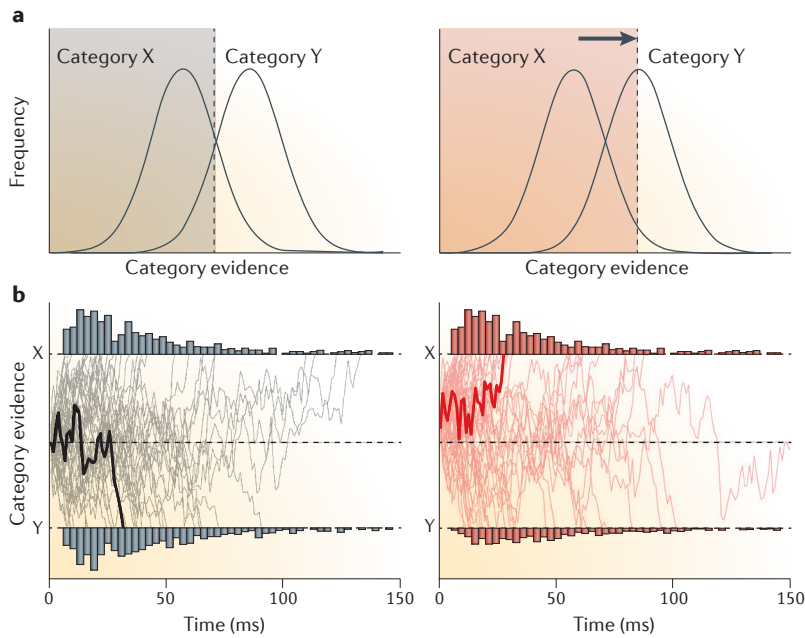 a
Category X
Category Y
Category X
Category Y
Frequency
Category evidence
Category evidence
b
X
X
Category evidence
Y
Y
0
50
100
150
0
50
100
150
Time (ms)
Time (ms)